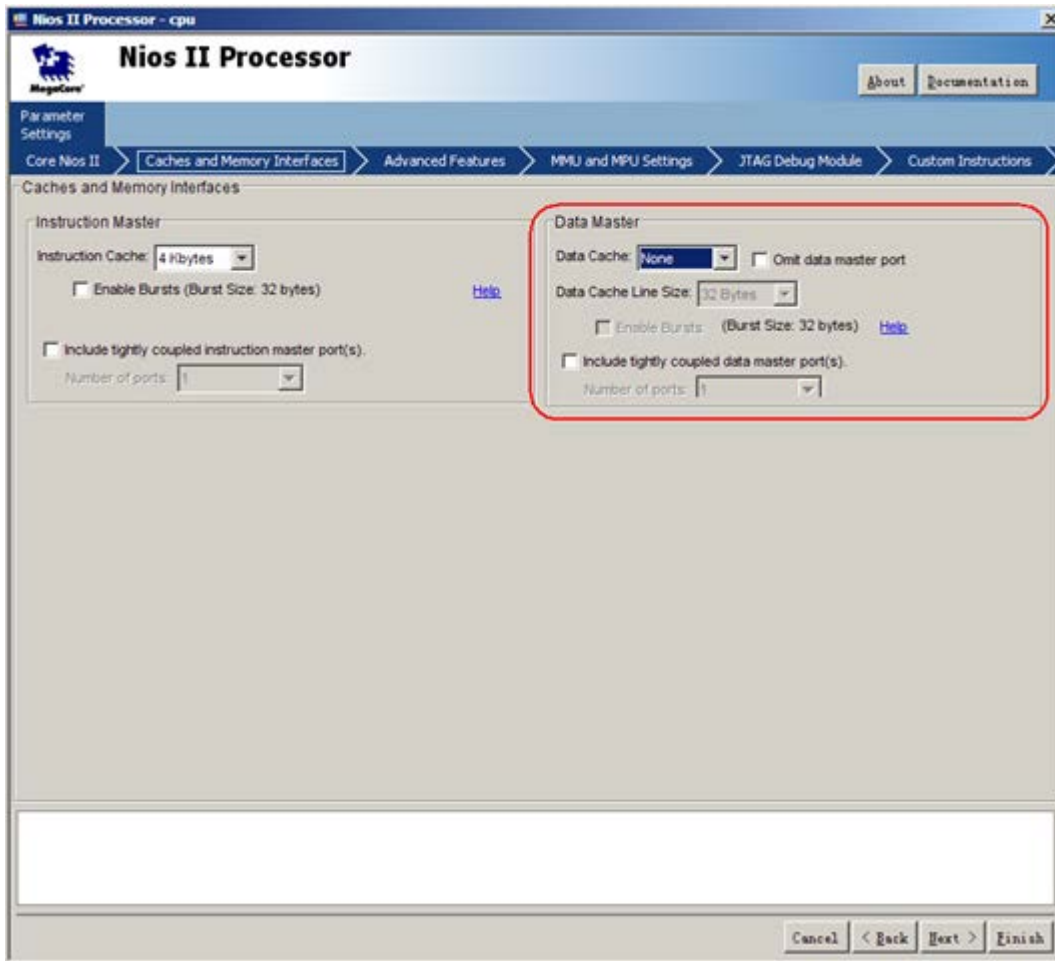 Nios II Processor - cpu
Nios II Processor
MegaCore'
About Documentation
Parameter
Settings
Core Nios II Caches and Memory Interfaces Advanced Features MMU and MPU Settings JTAG Debug Module Custom Instructions
Caches and Memory Interfaces
Instruction Master
Instruction Cache: 4 Kbytes
Enable Bursts (Burst Size: 32 bytes) Help
Include tightly coupled instruction master port(s).
Number of ports: 1
Data Master
Data Cache: None Omit data master port
Data Cache Line Size: 32 Bytes
Enable Bursts (Burst Size: 32 bytes) Help
Include tightly coupled data master port(s).
Number of ports: 1
Cancel < Back Next > Finish